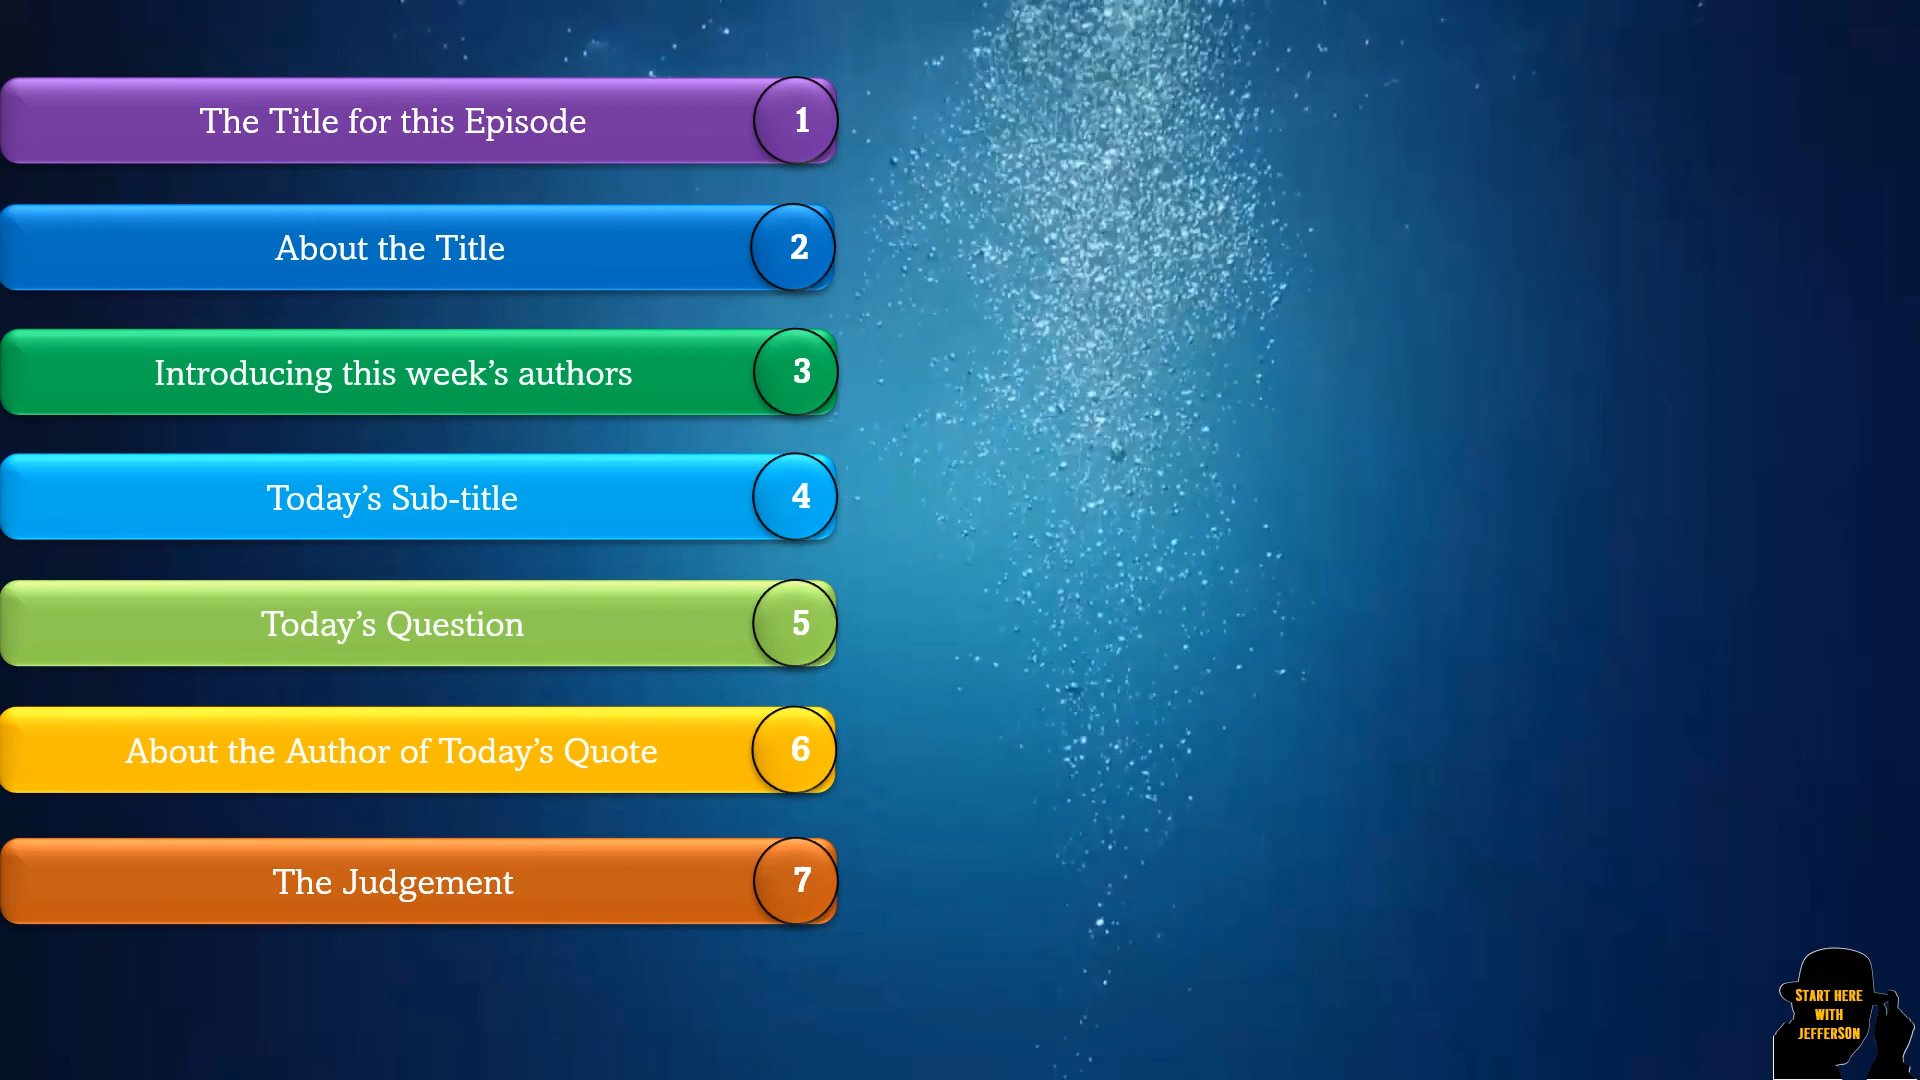 The Title for this Episode 1
About the Title 2
Introducing this week’s authors 3
Today’s Sub-title 4
Today’s Question 5
About the Author of Today’s Quote 6
The Judgement 7
START HERE
WITH
JEFFERSON